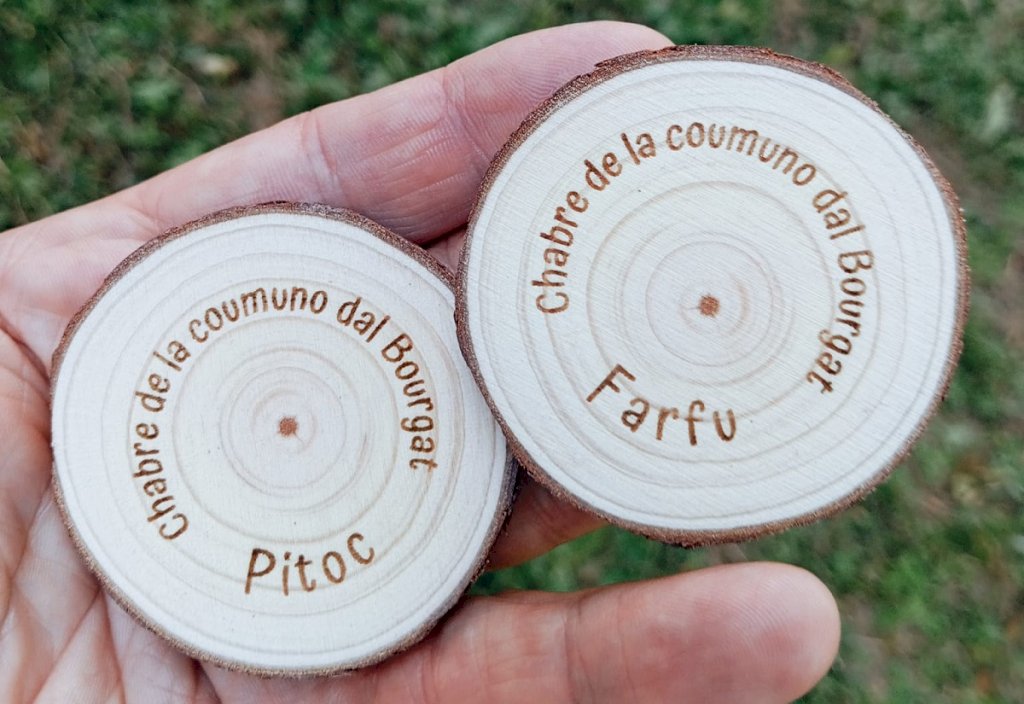 Chabre de la coumuno dal Bourgat
Pitoc
Chabre de la coumuno dal Bourgat
Farfu